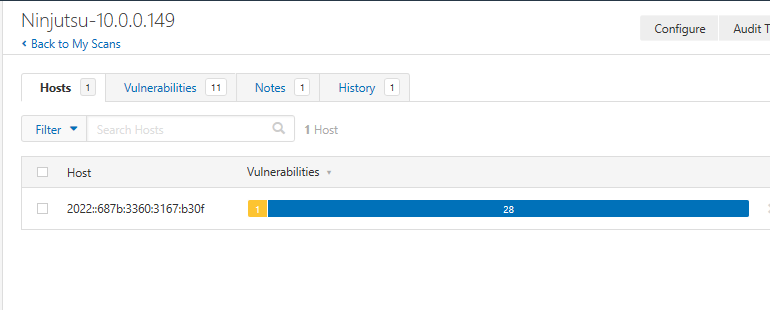 Ninjutsu-10.0.0.149
Configure
Audit T
‹ Back to My Scans
Hosts 1 Vulnerabilities 11 Notes 1 History 1
Filter Search Hosts 1 Host
Host Vulnerabilities
2022::687b:3360:3167:b30f 1 28